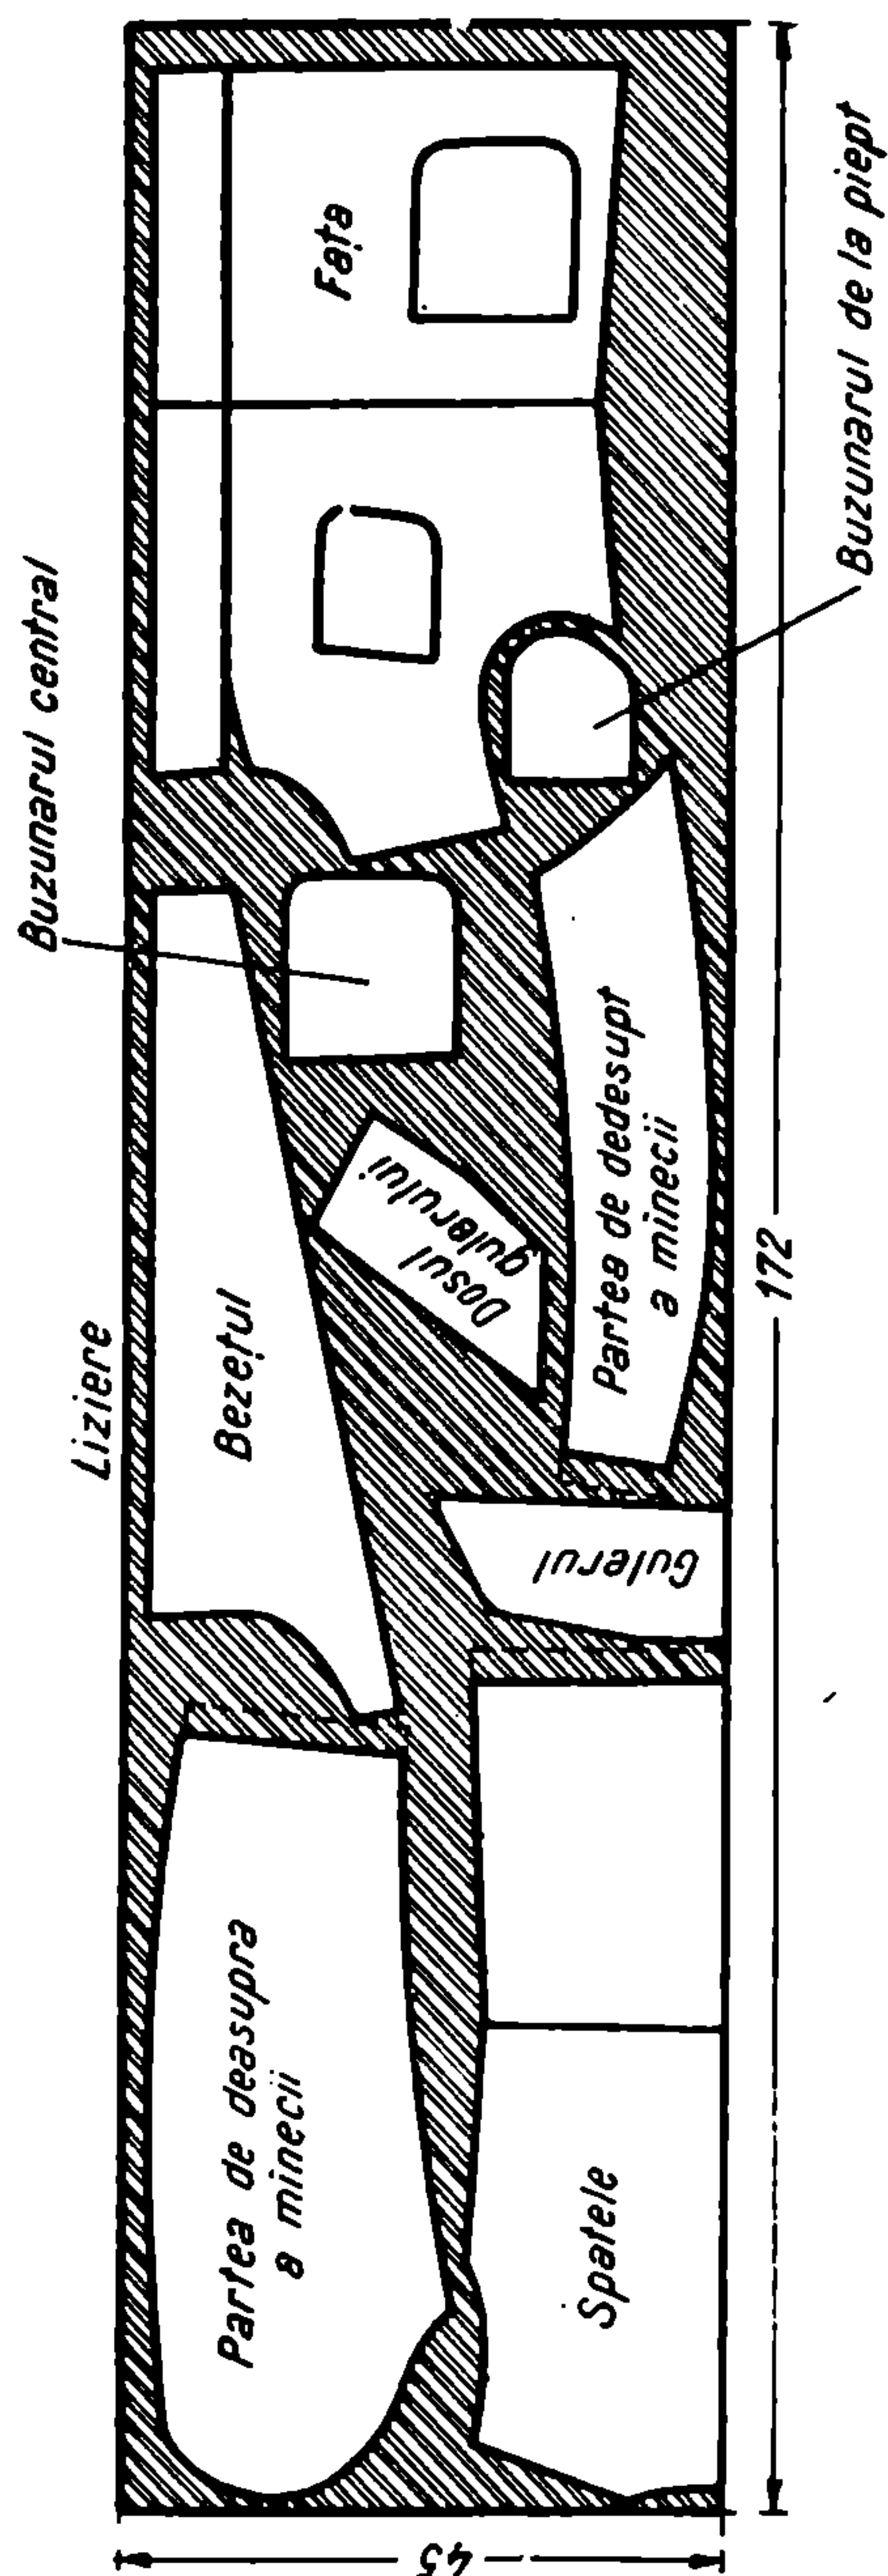 Buzunarul central
Liziere
Partea de deasupra
a minecii
Bezețul
Fața
Dosul
gulerului
Spatele
Gulerul
Partea de dedesupt
a minecii
172
Buzunarul de la piept